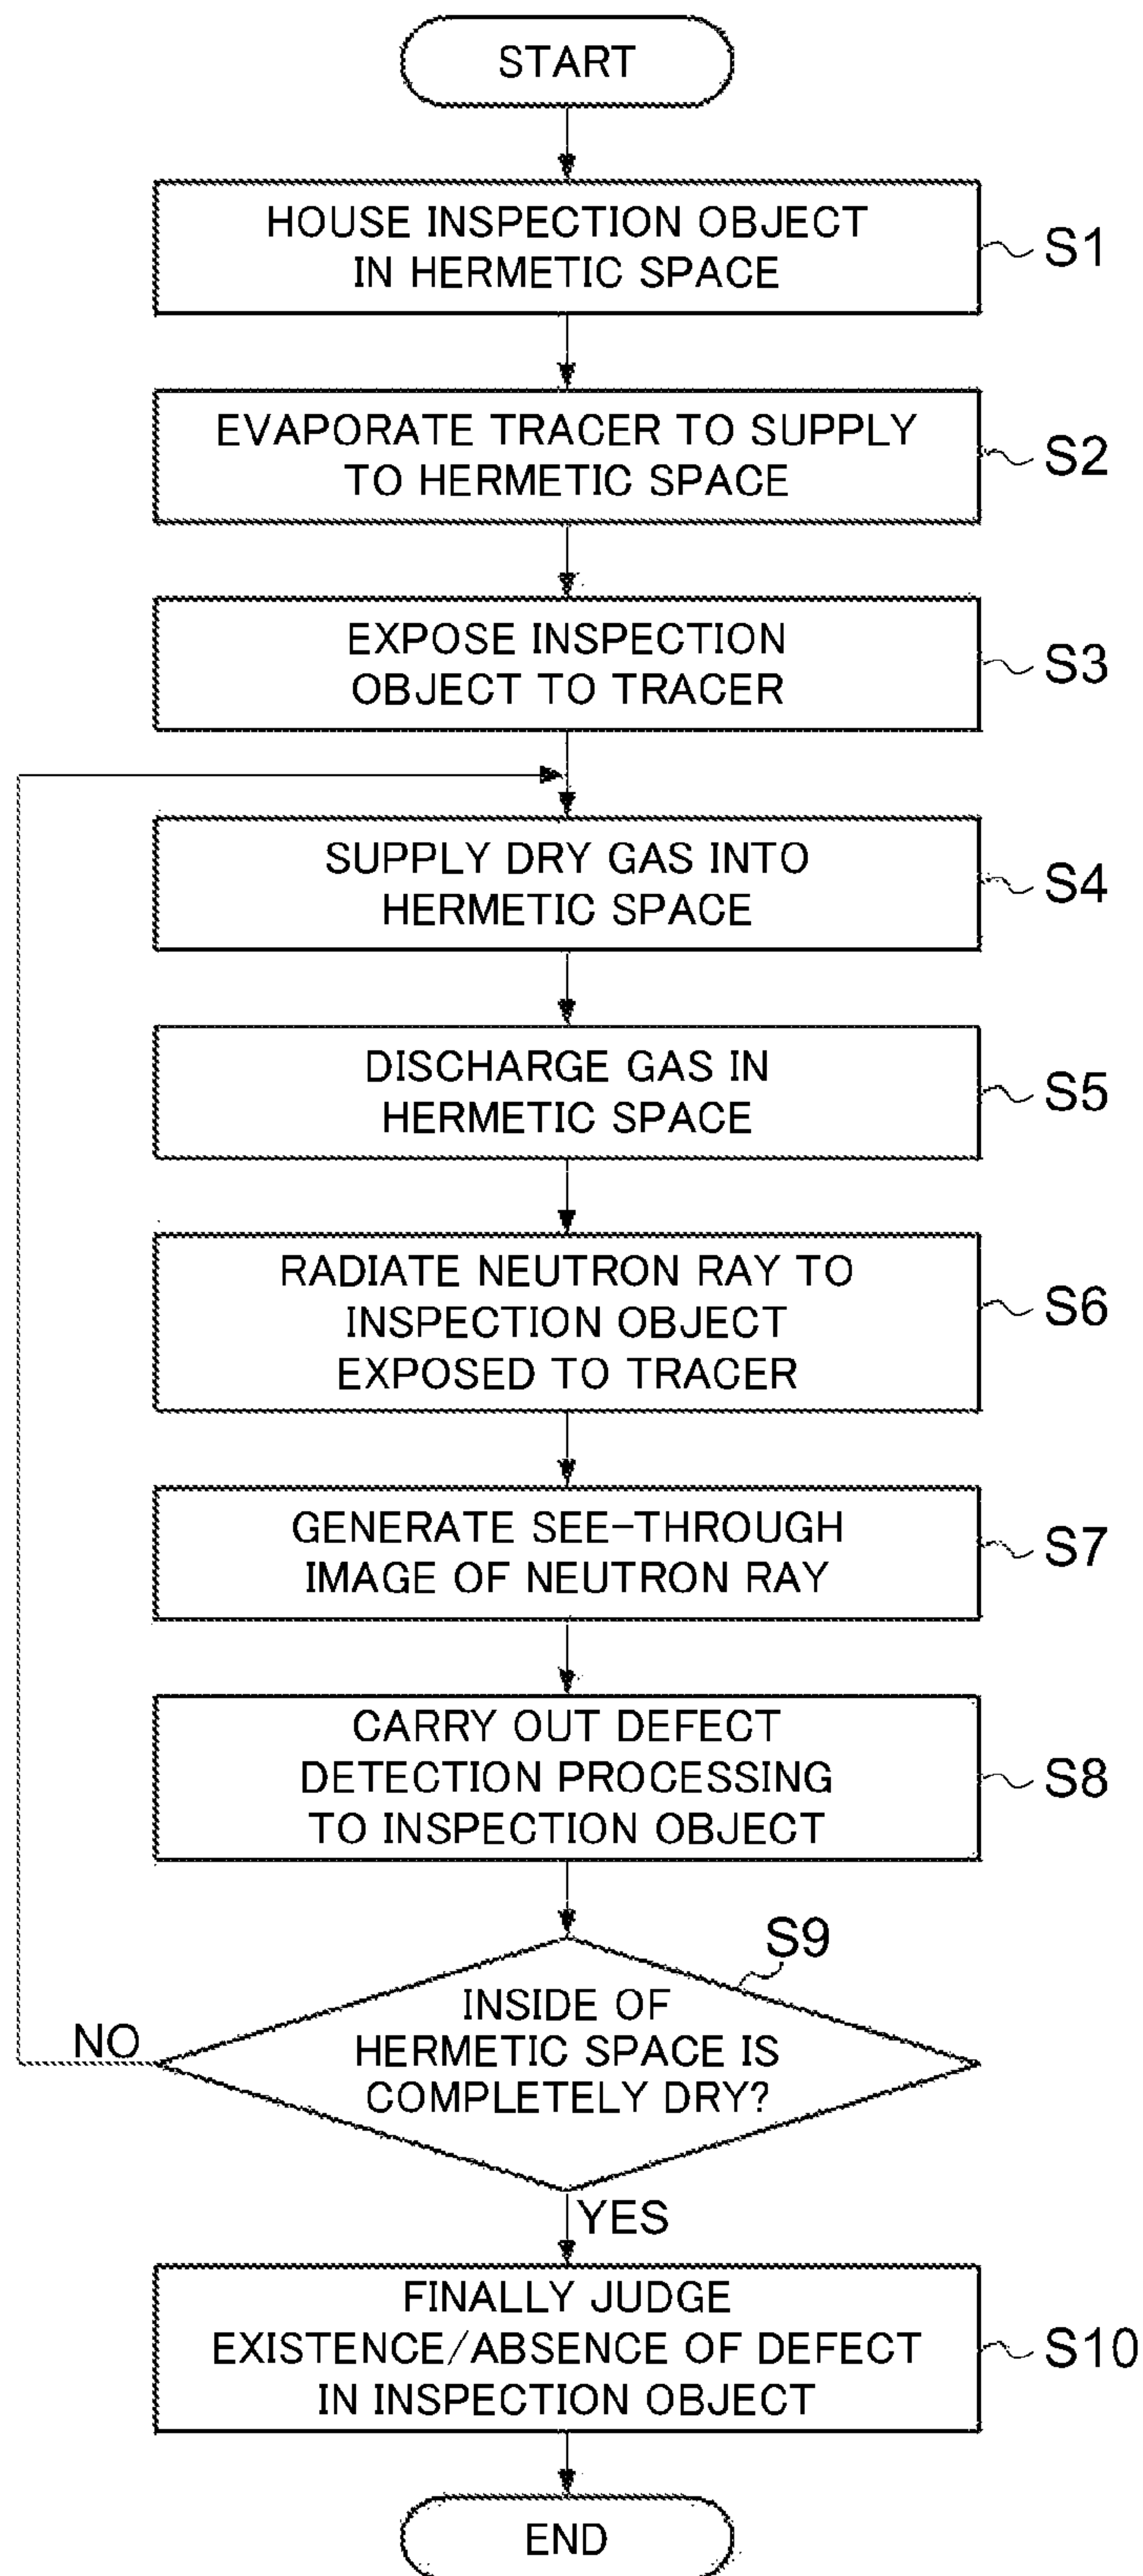 START
HOUSE INSPECTION OBJECT
IN HERMETIC SPACE
S1
EVAPORATE TRACER TO SUPPLY
TO HERMETIC SPACE
S2
EXPOSE INSPECTION
OBJECT TO TRACER
S3
SUPPLY DRY GAS INTO
HERMETIC SPACE
S4
DISCHARGE GAS IN
HERMETIC SPACE
S5
RADIATE NEUTRON RAY TO
INSPECTION OBJECT
EXPOSED TO TRACER
S6
GENERATE SEE-THROUGH
IMAGE OF NEUTRON RAY
S7
CARRY OUT DEFECT
DETECTION PROCESSING
TO INSPECTION OBJECT
S8
S9
INSIDE OF
HERMETIC SPACE IS
COMPLETELY DRY?
NO
YES
FINALLY JUDGE
EXISTENCE/ABSENCE OF DEFECT
IN INSPECTION OBJECT
S10
END